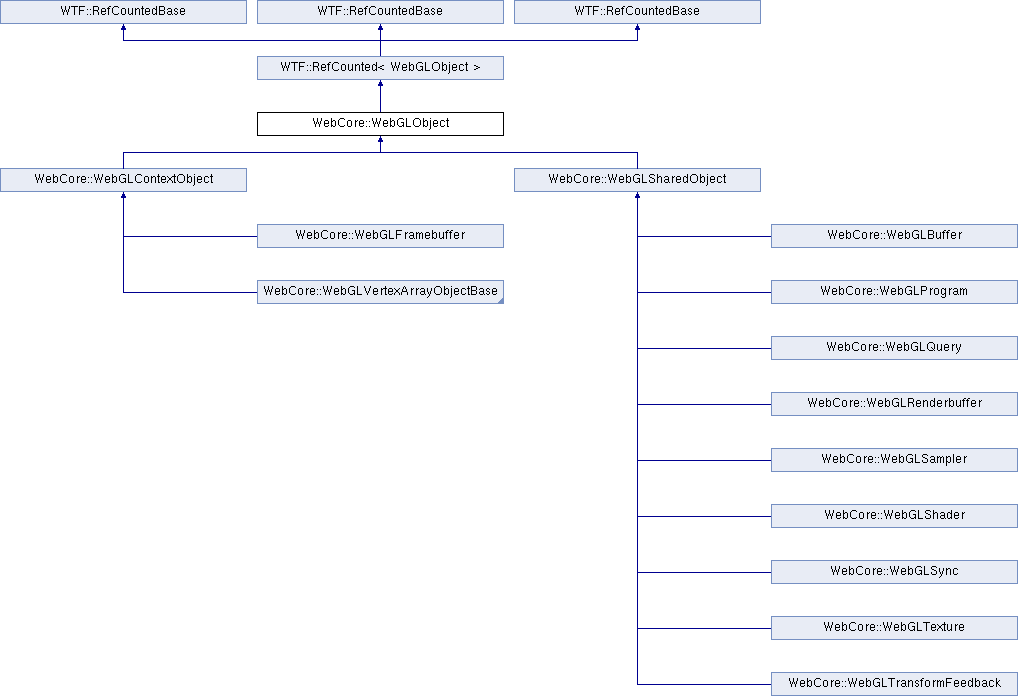 WTF::RefCountedBase
WTF::RefCountedBase
WTF::RefCountedBase
WTF::RefCounted< WebGLObject >
WebCore::WebGLObject
WebCore::WebGLContextObject
WebCore::WebGLSharedObject
WebCore::WebGLFramebuffer
WebCore::WebGLBuffer
WebCore::WebGLVertexArrayObjectBase
WebCore::WebGLProgram
WebCore::WebGLQuery
WebCore::WebGLRenderbuffer
WebCore::WebGLSampler
WebCore::WebGLShader
WebCore::WebGLSync
WebCore::WebGLTexture
WebCore::WebGLTransformFeedback